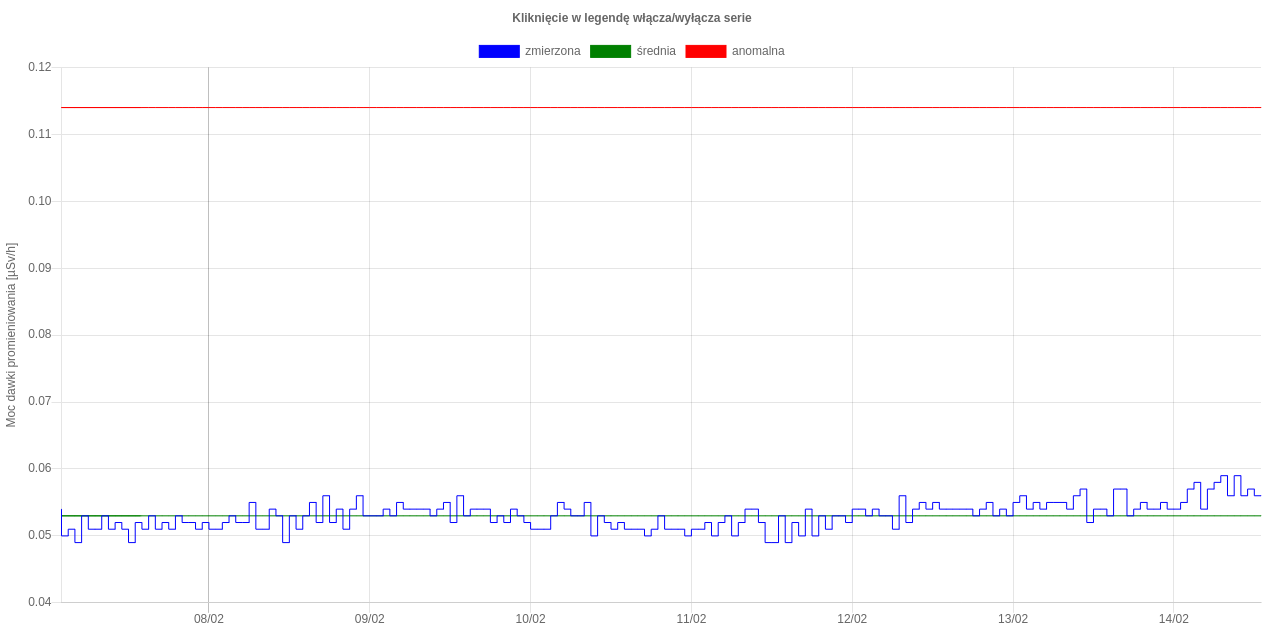 Kliknięcie w legendę włącza/wyłącza serie
zmierzona średnia anomalna
Moc dawki promieniowania [µSv/h]
0.12
0.11
0.10
0.09
0.08
0.07
0.06
0.05
0.04
08/02 09/02 10/02 11/02 12/02 13/02 14/02